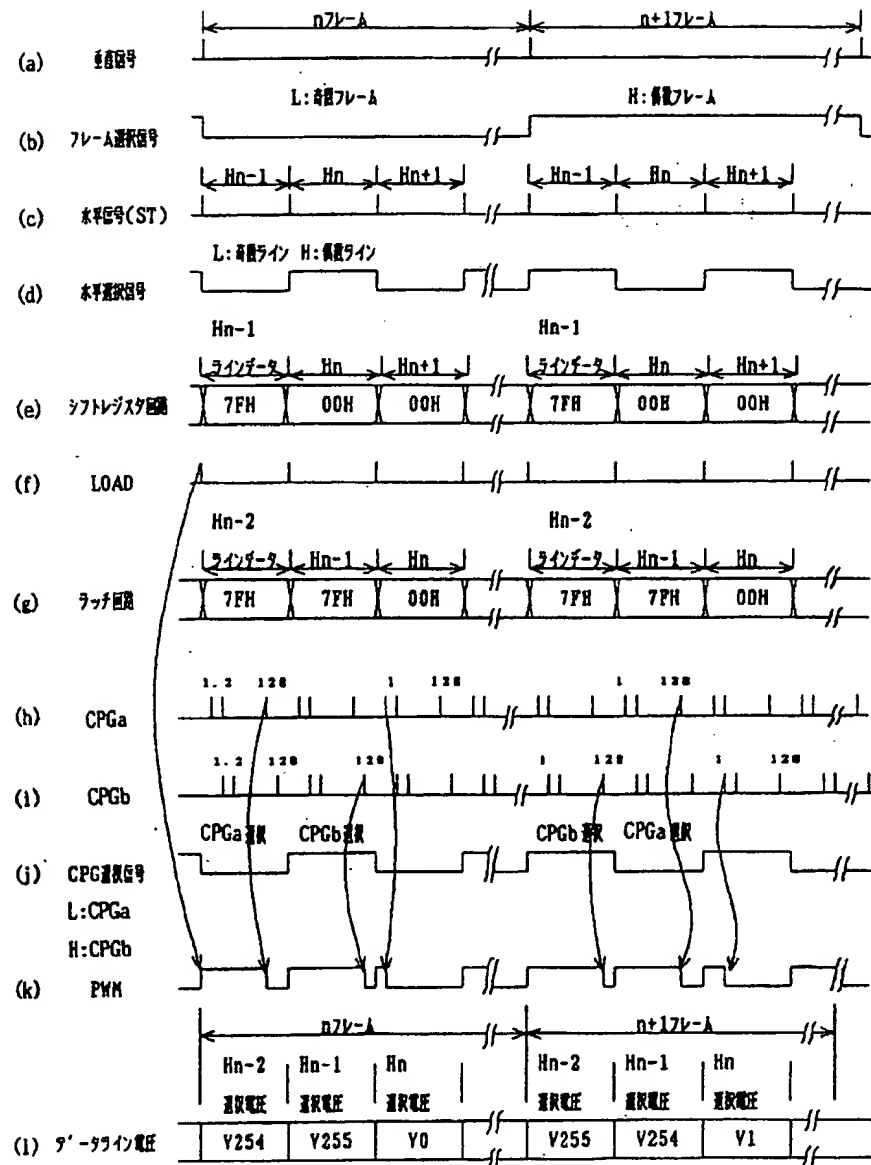 nフレーム n+1フレーム
(a) 垂直信号
L:奇数フレーム H:偶数フレーム
(b) フレーム選択信号
Hn-1 Hn Hn+1 Hn-1 Hn Hn+1
(c) 水平信号(ST)
L:奇数ライン H:偶数ライン
(d) 水平選択信号
Hn-1 Hn-1
ラインデータ Hn Hn+1 ラインデータ Hn Hn+1
(e) シフトレジスタ回路 7FH 00H 00H 7FH 00H 00H
(f) LOAD
Hn-2 Hn-2
ラインデータ Hn-1 Hn ラインデータ Hn-1 Hn
(g) ラッチ回路 7FH 7FH 00H 7FH 7FH 00H
1.2 128 1 128 1 128
(h) CPGa
1.2 128 128 1 128 1 128
(i) CPGb
CPGa選択 CPGb選択 CPGb選択 CPGa選択
(j) CPG選択信号
L:CPGa
H:CPGb
(k) PWM
nフレーム n+1フレーム
Hn-2 Hn-1 Hn Hn-2 Hn-1 Hn
選択電圧 選択電圧 選択電圧 選択電圧 選択電圧 選択電圧
(l) データライン電圧 V254 V255 V0 V255 V254 V1